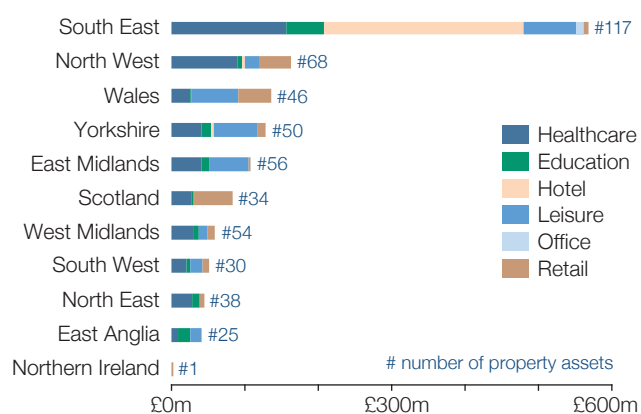 South East #117
North West #68
Wales #46
Yorkshire #50
East Midlands #56
Scotland #34
West Midlands #54
South West #30
North East #38
East Anglia #25
Northern Ireland #1
Healthcare
Education
Hotel
Leisure
Office
Retail
# number of property assets
£0m £300m £600m